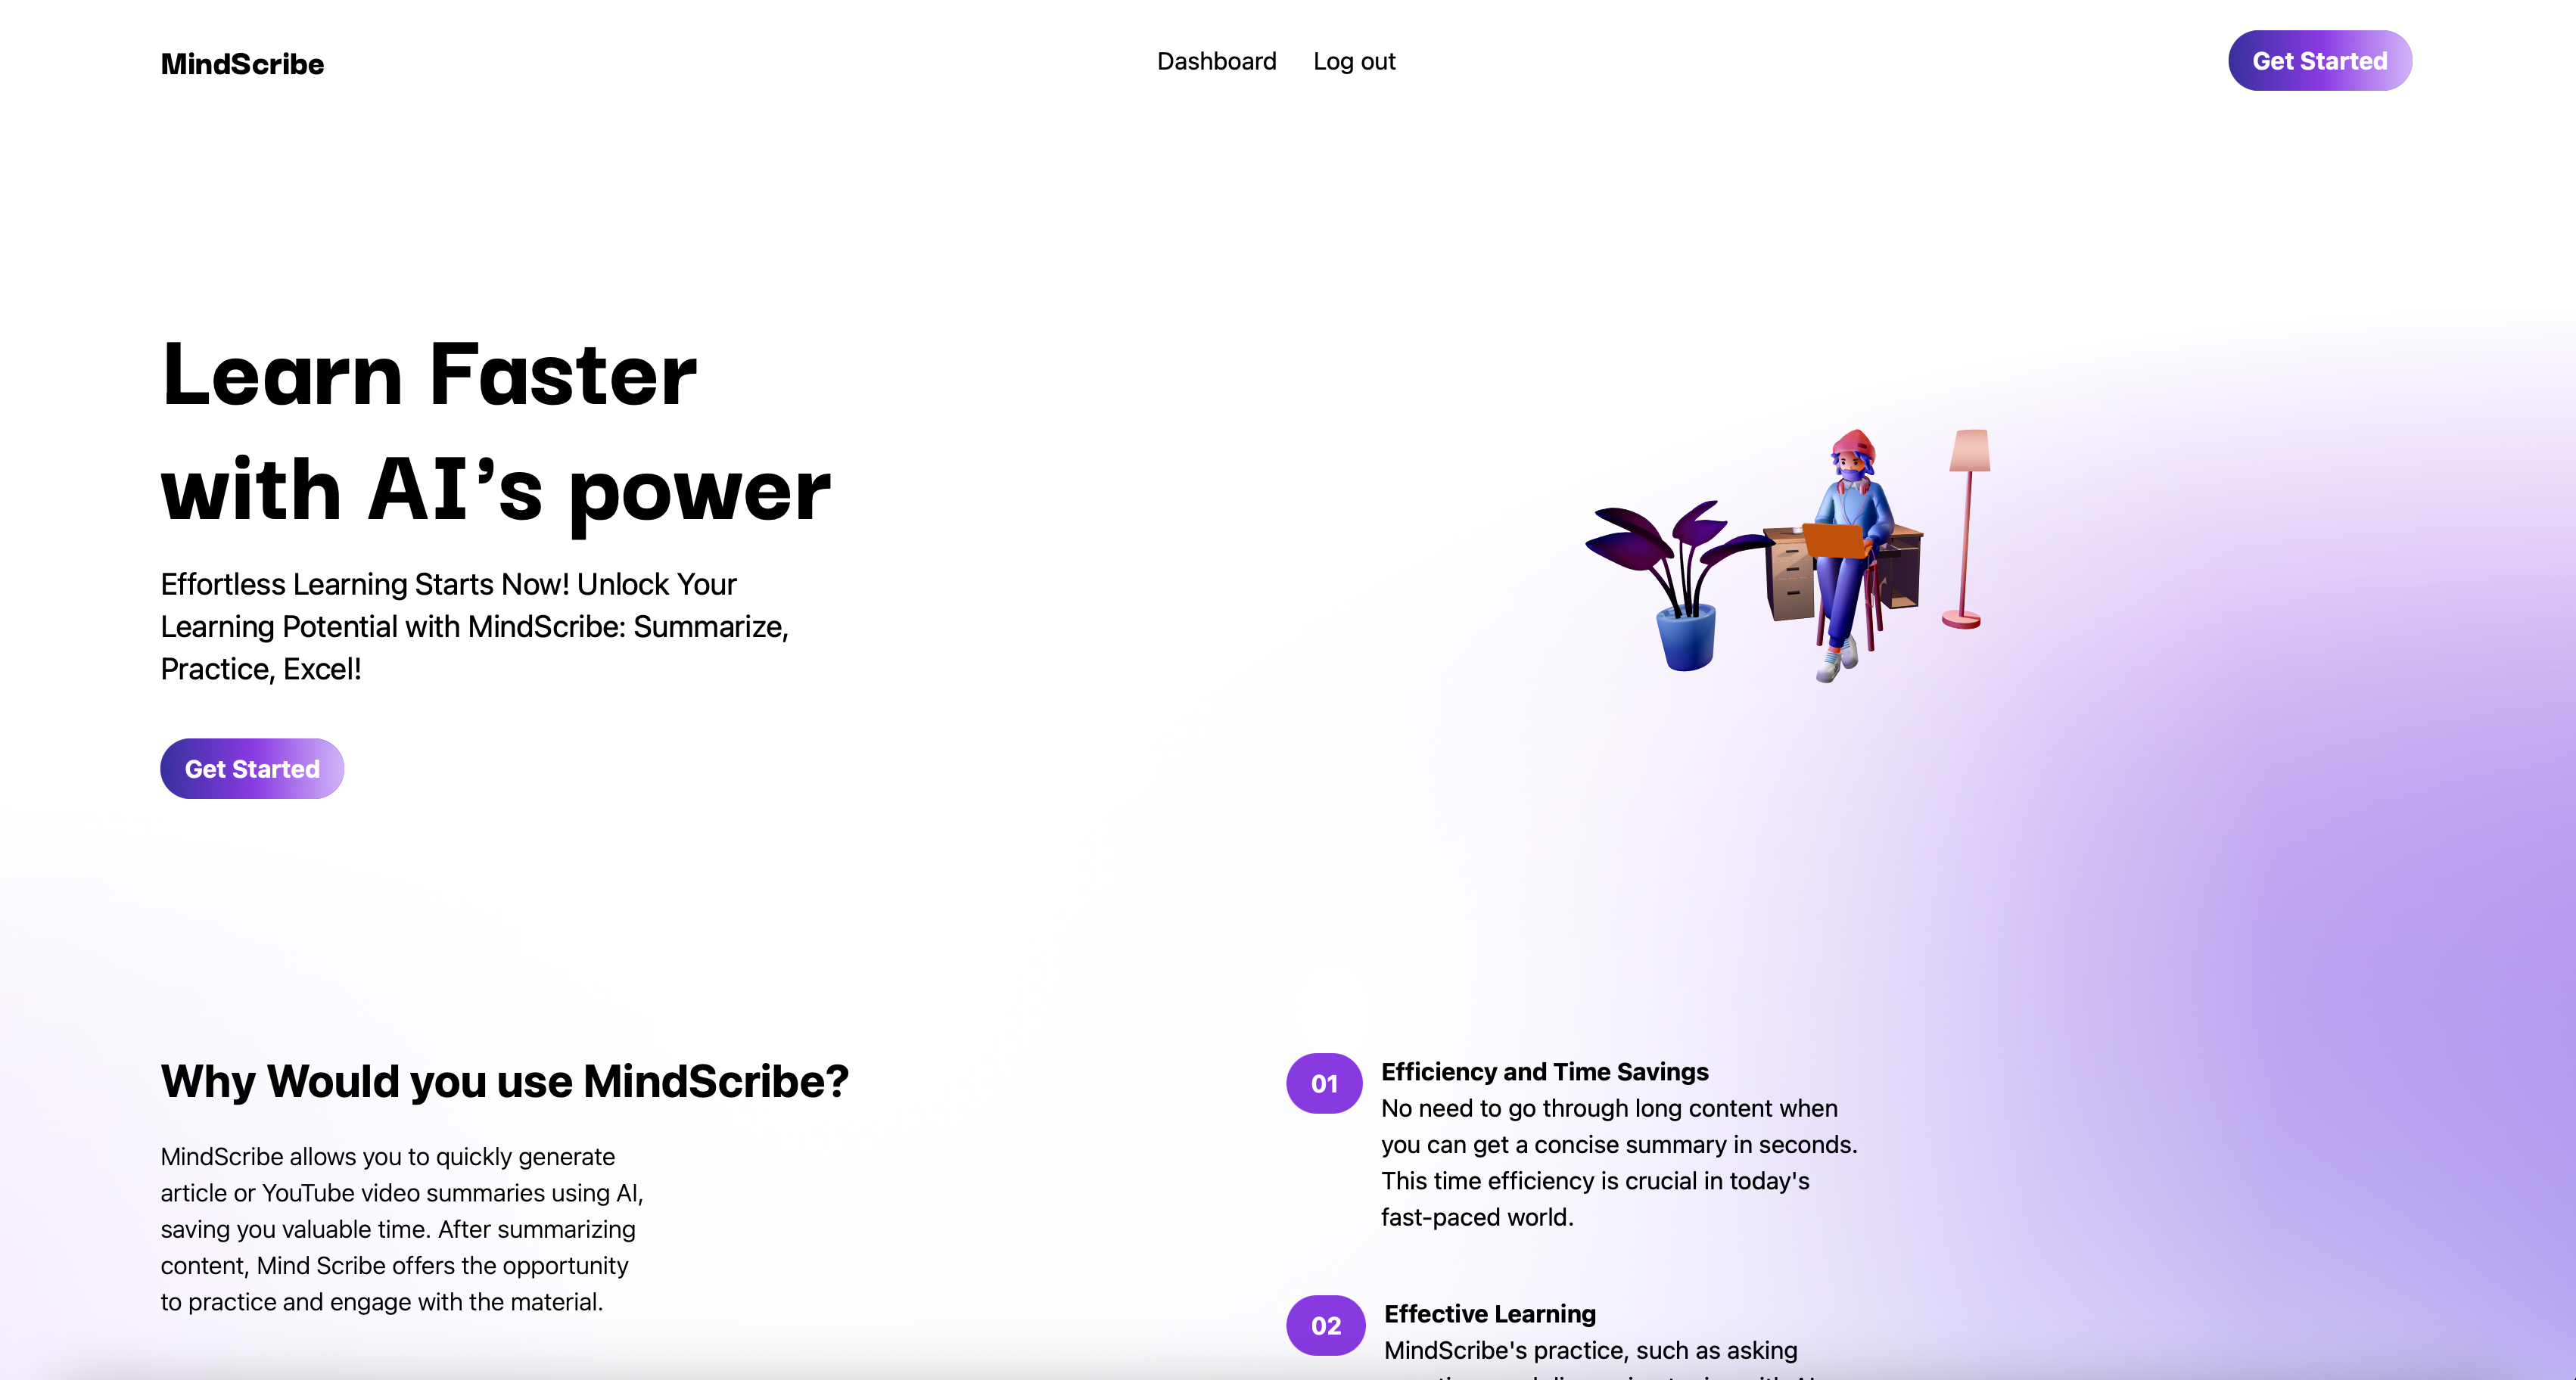 MindScribe
Dashboard
Log out
Get Started
Learn Faster
with AI's power
Effortless Learning Starts Now! Unlock Your
Learning Potential with MindScribe: Summarize,
Practice, Excel!
Get Started
Why Would you use MindScribe?
MindScribe allows you to quickly generate
article or YouTube video summaries using AI,
saving you valuable time. After summarizing
content, Mind Scribe offers the opportunity
to practice and engage with the material.
01
Efficiency and Time Savings
No need to go through long content when
you can get a concise summary in seconds.
This time efficiency is crucial in today's
fast-paced world.
02
Effective Learning
MindScribe's practice, such as asking